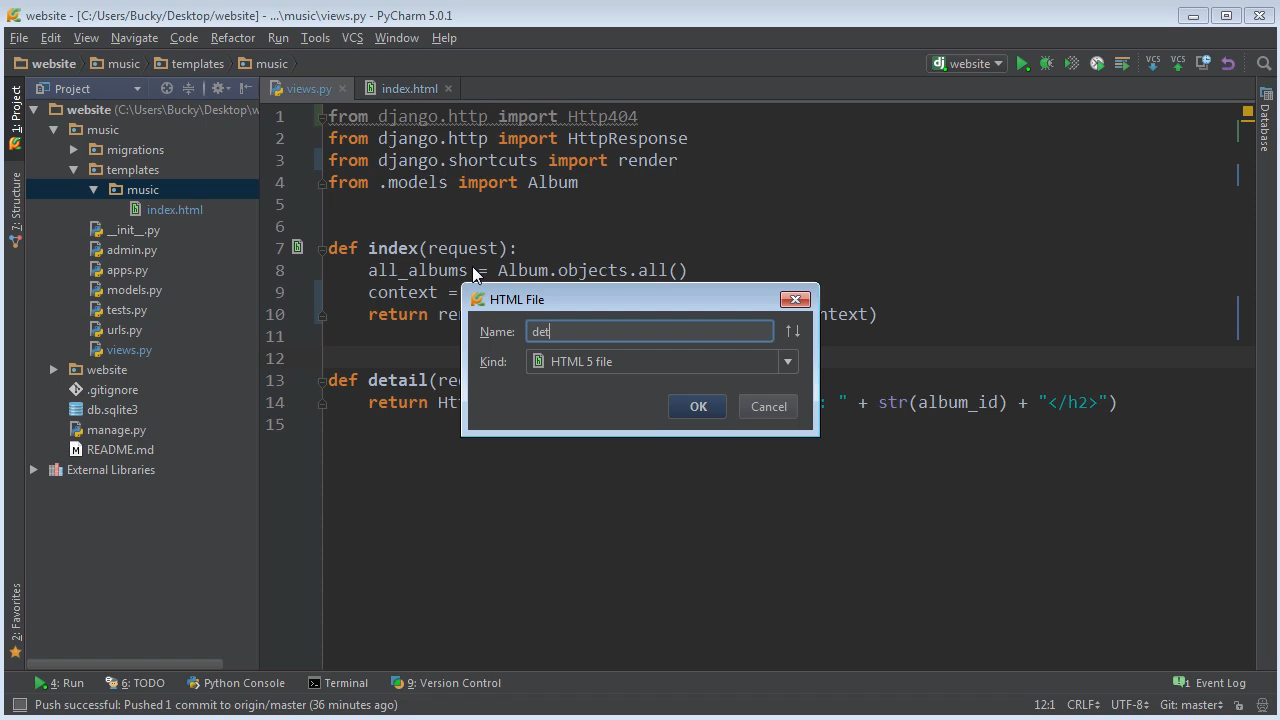 website - [C:/Users/Bucky/Desktop/website] - ...\music\views.py - PyCharm 5.0.1
File Edit View Navigate Code Refactor Run Tools VCS Window Help
website music templates music
website
VCS VCS
1: Project
7: Structure
2: Favorites
Project
website (C:\Users\Bucky\Desktop\w
music
migrations
templates
music
index.html
__init__.py
admin.py
apps.py
models.py
tests.py
urls.py
views.py
website
.gitignore
db.sqlite3
manage.py
README.md
External Libraries
views.py index.html
1 from django.http import Http404
2 from django.http import HttpResponse
3 from django.shortcuts import render
4 from .models import Album
5
6
7 def index(request):
8 all_albums = Album.objects.all()
9 context =
10 return re ntext)
11
12
13 def detail(re
14 return Ht : " + str(album_id) + "</h2>")
15
HTML File
Name: det
Kind: HTML 5 file
OK Cancel
Database
4: Run 6: TODO Python Console Terminal 9: Version Control 1 Event Log
Push successful: Pushed 1 commit to origin/master (36 minutes ago) 12:1 CRLF UTF-8 Git: master